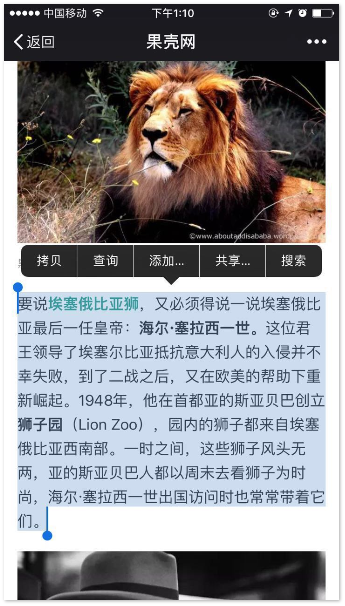 中国移动 下午1:10
返回 果壳网
©www.aboutaddisababa.wordpress
拷贝 查询 添加... 共享... 搜索
要说埃塞俄比亚狮，又必须得说一说埃塞俄比
亚最后一任皇帝：海尔·塞拉西一世。这位君
王领导了埃塞尔比亚抵抗意大利人的入侵并不
幸失败，到了二战之后，又在欧美的帮助下重
新崛起。1948年，他在首都亚的斯亚贝巴创立
狮子园（Lion Zoo），园内的狮子都来自埃塞
俄比亚西南部。一时之间，这些狮子风头无
两，亚的斯亚贝巴人都以周末去看狮子为时
尚，海尔·塞拉西一世出国访问时也常常带着它
们。